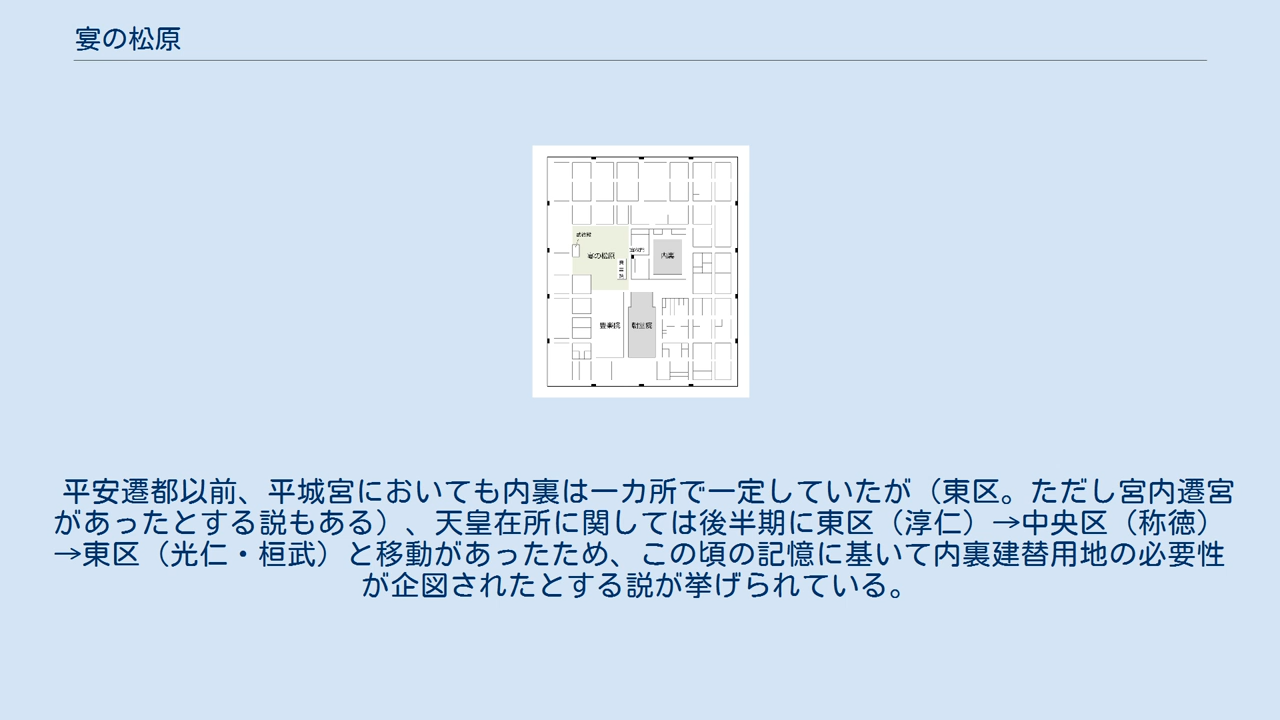 宴の松原
武徳殿
宴の松原
内裏
豊楽院
朝堂院
平安遷都以前、平城宮においても内裏は一カ所で一定していたが（東区。ただし宮内遷宮
があったとする説もある）、天皇在所に関しては後半期に東区（淳仁）→中央区（称徳）
→東区（光仁・桓武）と移動があったため、この頃の記憶に基いて内裏建替用地の必要性
が企図されたとする説が挙げられている。